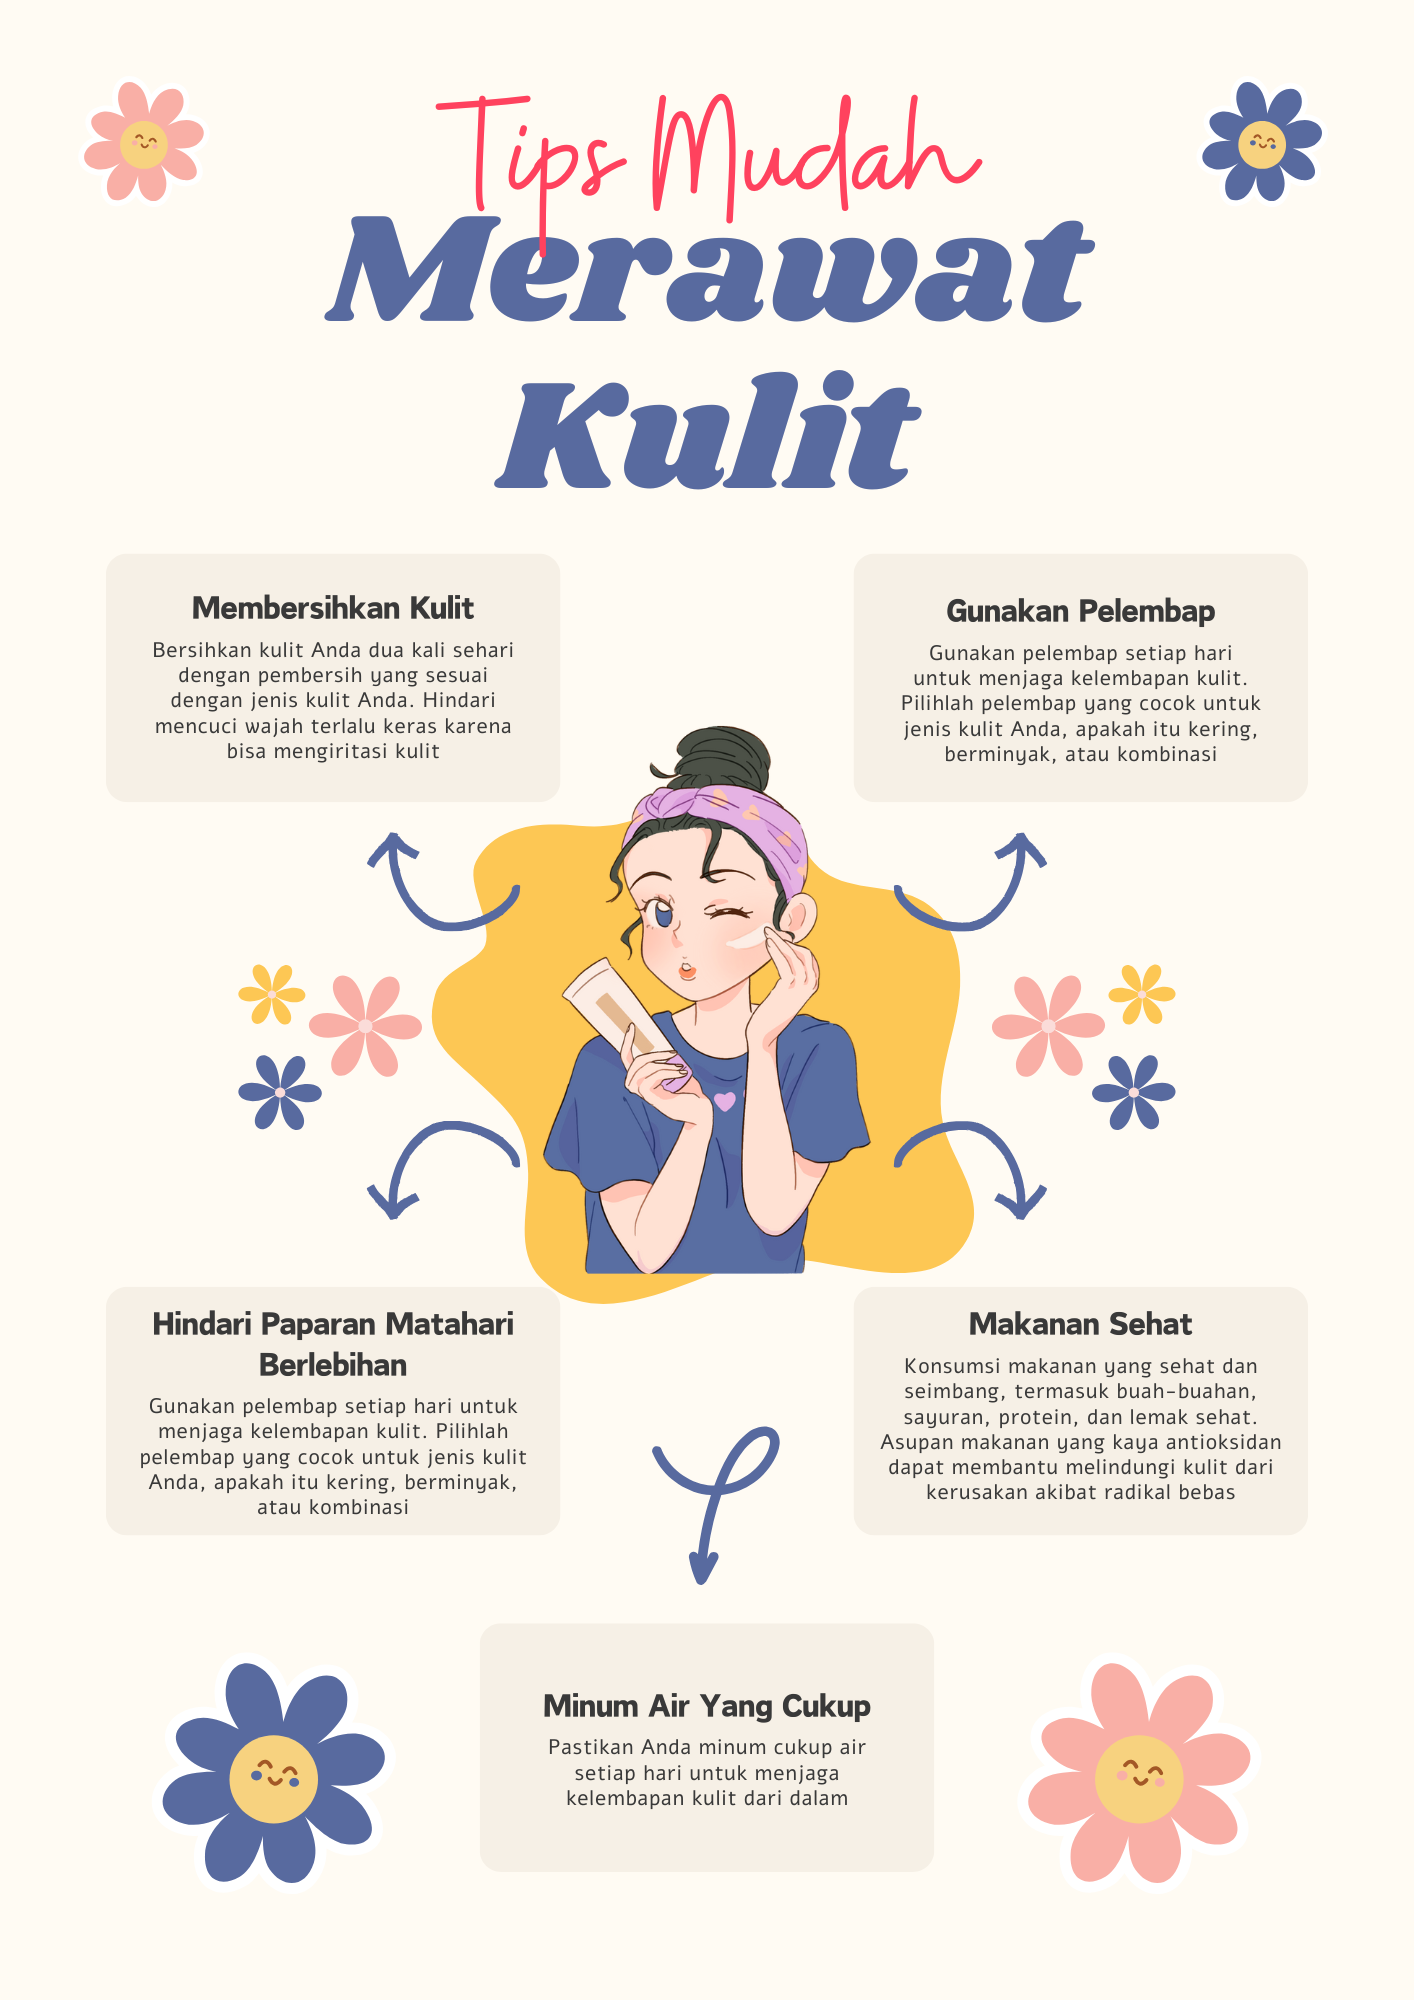 Tips Mudah
Merawat
Kulit
Membersihkan Kulit
Bersihkan kulit Anda dua kali sehari
dengan pembersih yang sesuai
dengan jenis kulit Anda. Hindari
mencuci wajah terlalu keras karena
bisa mengiritasi kulit
Gunakan Pelembap
Gunakan pelembap setiap hari
untuk menjaga kelembapan kulit.
Pilihlah pelembap yang cocok untuk
jenis kulit Anda, apakah itu kering,
berminyak, atau kombinasi
Hindari Paparan Matahari
Berlebihan
Gunakan pelembap setiap hari untuk
menjaga kelembapan kulit. Pilihlah
pelembap yang cocok untuk jenis kulit
Anda, apakah itu kering, berminyak,
atau kombinasi
Makanan Sehat
Konsumsi makanan yang sehat dan
seimbang, termasuk buah-buahan,
sayuran, protein, dan lemak sehat.
Asupan makanan yang kaya antioksidan
dapat membantu melindungi kulit dari
kerusakan akibat radikal bebas
Minum Air Yang Cukup
Pastikan Anda minum cukup air
setiap hari untuk menjaga
kelembapan kulit dari dalam